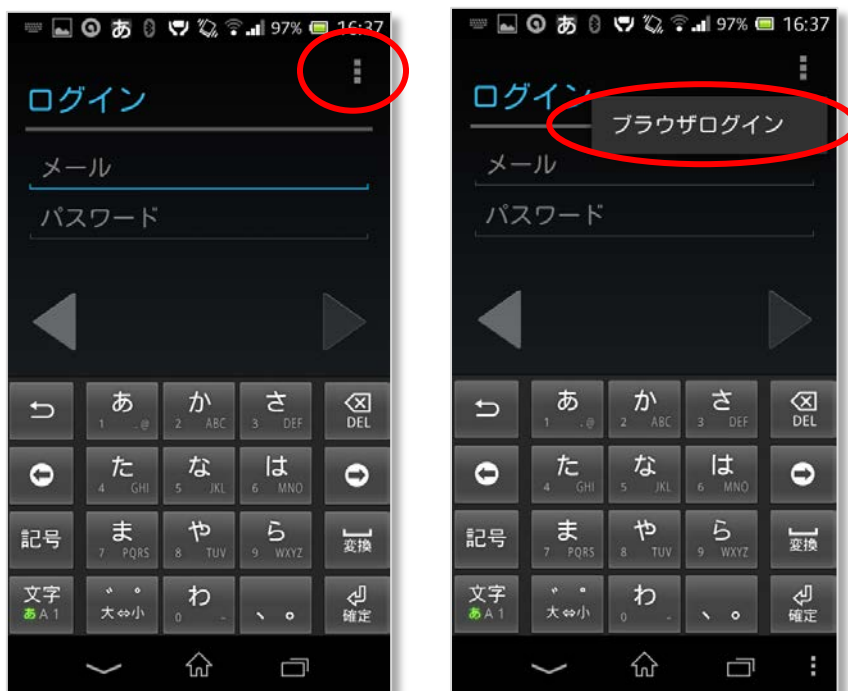 あ 97% 16:37
ログイン
メール
パスワード
あ 1 .@
か 2 ABC
さ 3 DEF
DEL
た 4 GHI
な 5 JKL
は 6 MNO
記号
ま 7 PQRS
や 8 TUV
ら 9 WXYZ
変換
文字 あA1
゛゜ 大⇔小
わ 0 -
、。
確定
あ 97% 16:37
ログイン
ブラウザログイン
メール
パスワード
あ 1 .@
か 2 ABC
さ 3 DEF
DEL
た 4 GHI
な 5 JKL
は 6 MNO
記号
ま 7 PQRS
や 8 TUV
ら 9 WXYZ
変換
文字 あA1
゛゜ 大⇔小
わ 0 -
、。
確定